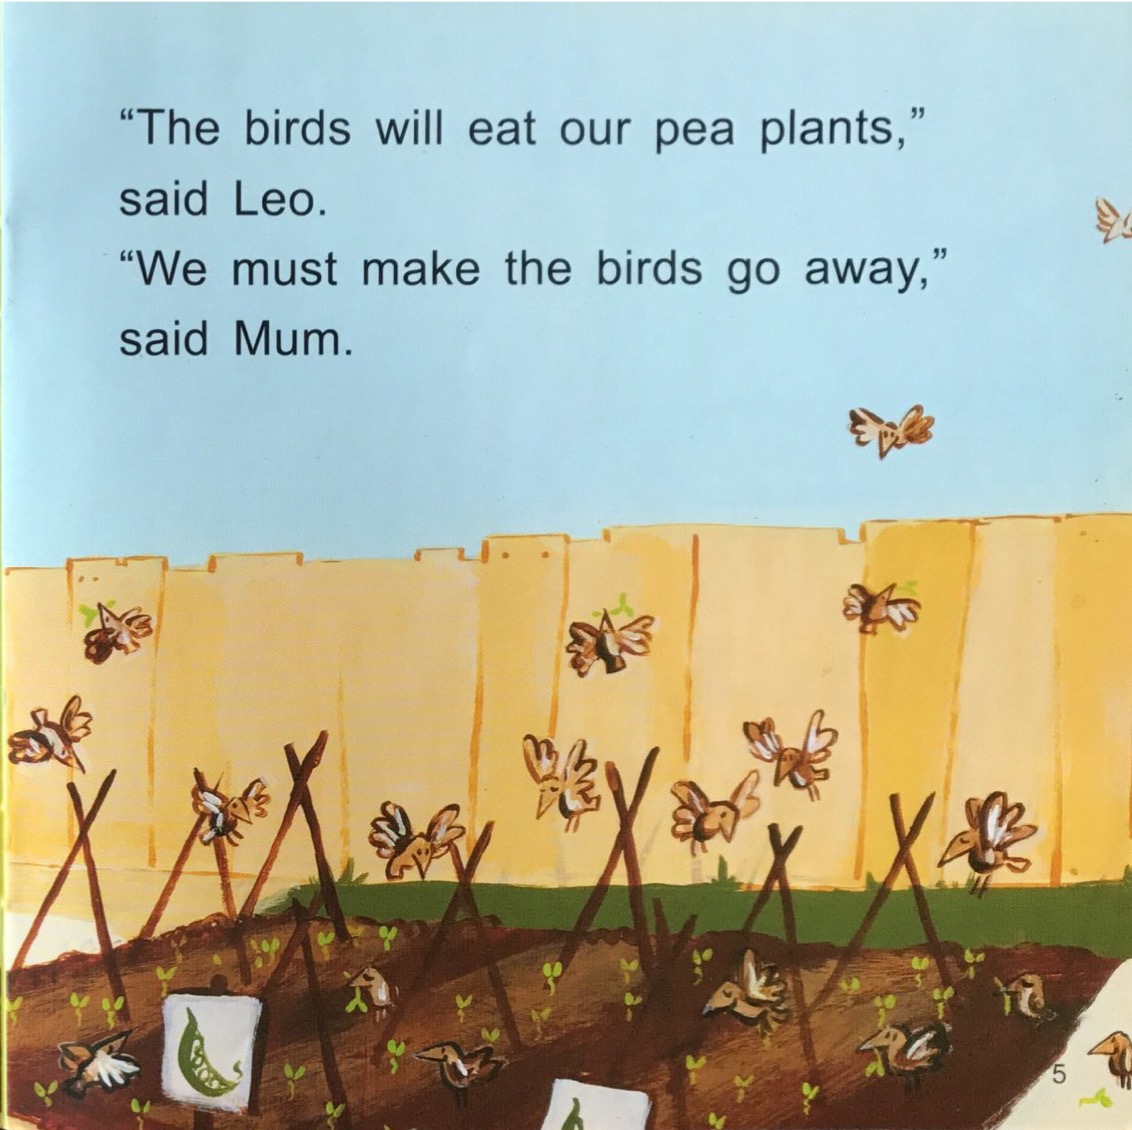 “The birds will eat our pea plants,”
said Leo.
“We must make the birds go away,”
said Mum.
5